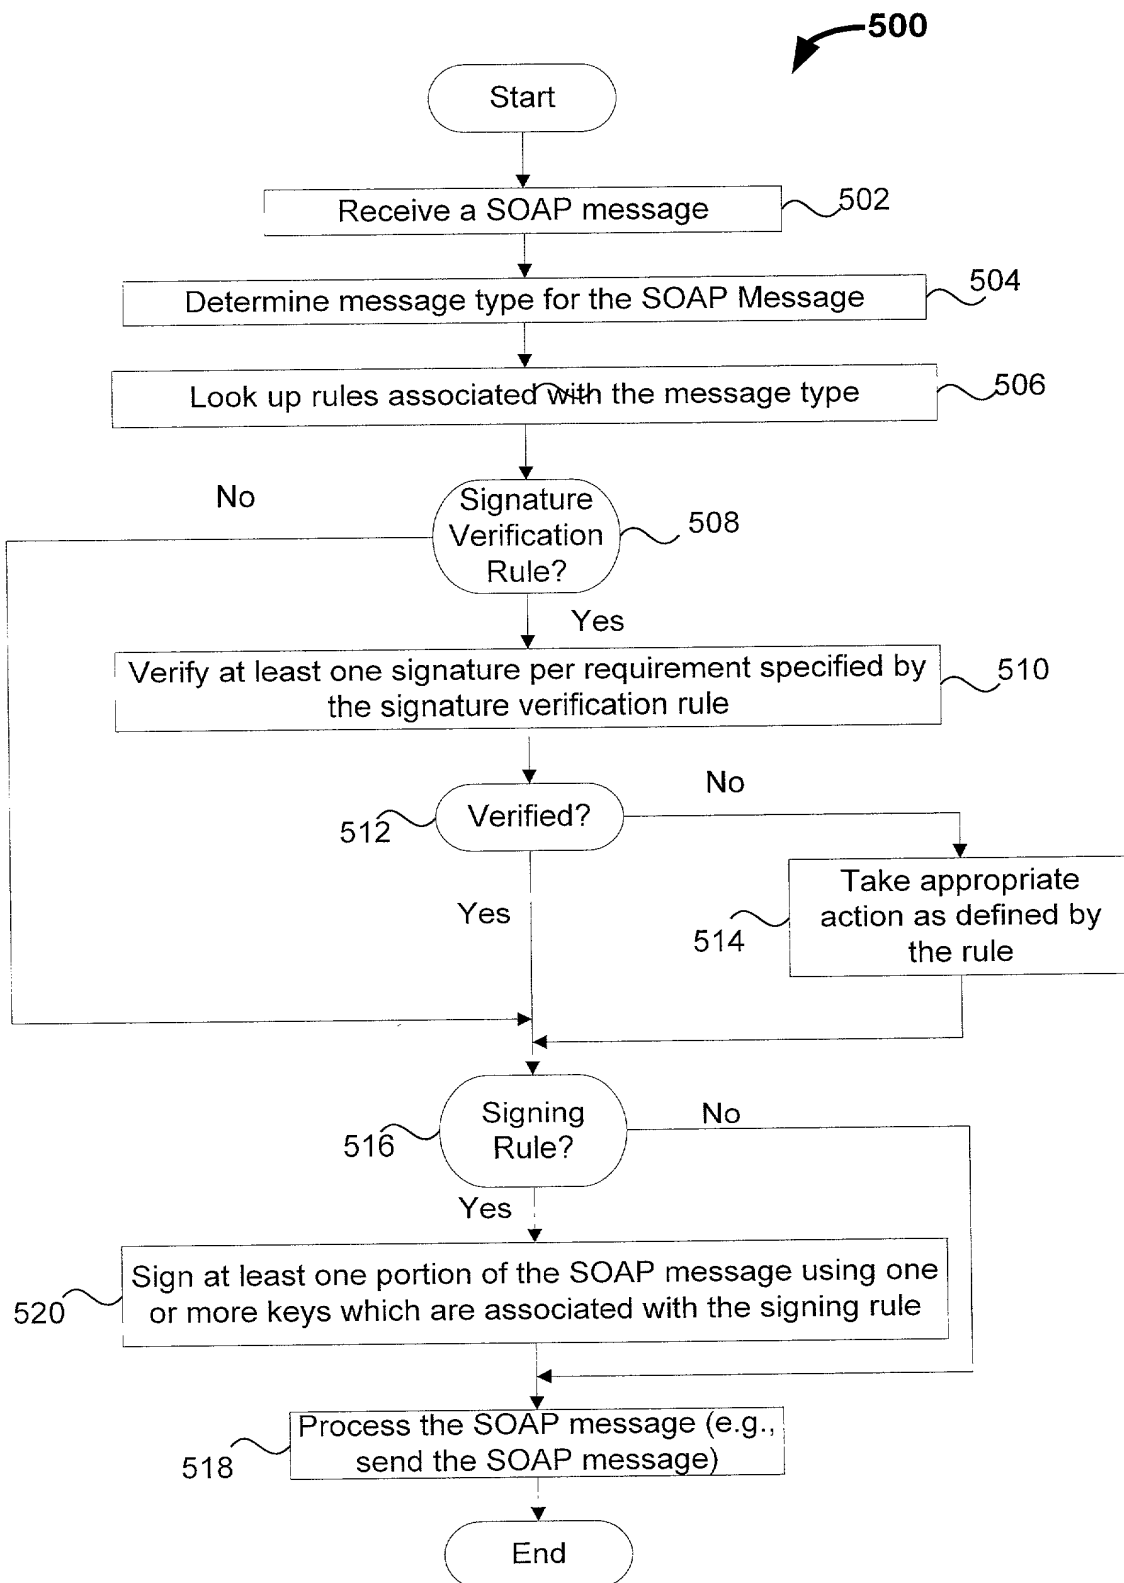 500
Start
Receive a SOAP message
502
Determine message type for the SOAP Message
504
Look up rules associated with the message type
506
No
Signature
Verification
Rule?
508
Yes
Verify at least one signature per requirement specified by
the signature verification rule
510
No
Verified?
512
Yes
Take appropriate
action as defined by
the rule
514
Signing
Rule?
No
516
Yes
Sign at least one portion of the SOAP message using one
or more keys which are associated with the signing rule
520
Process the SOAP message (e.g.,
send the SOAP message)
518
End